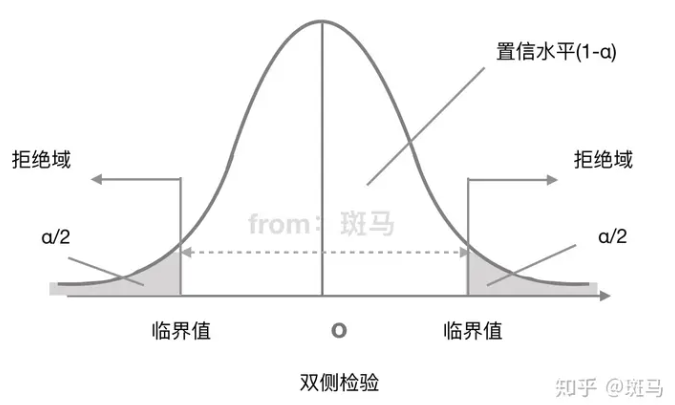 置信水平(1-α)
拒绝域
拒绝域
from：斑马
α/2
α/2
临界值
O
临界值
双侧检验
知乎 @斑马